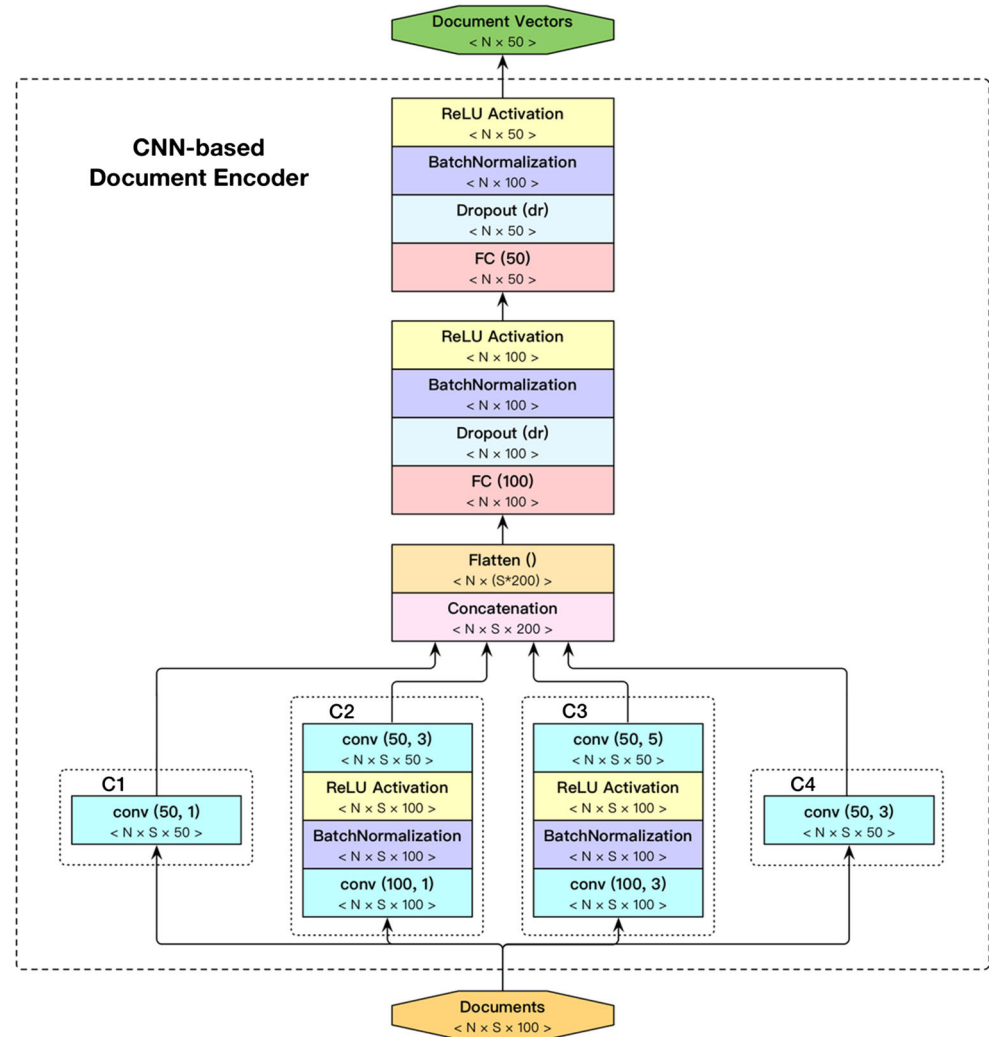 Document Vectors
< N × 50 >
CNN-based
Document Encoder
ReLU Activation
< N × 50 >
BatchNormalization
< N × 100 >
Dropout (dr)
< N × 50 >
FC (50)
< N × 50 >
ReLU Activation
< N × 100 >
BatchNormalization
< N × 100 >
Dropout (dr)
< N × 100 >
FC (100)
< N × 100 >
Flatten ()
< N × (S*200) >
Concatenation
< N × S × 200 >
C1
conv (50, 1)
< N × S × 50 >
C2
conv (50, 3)
< N × S × 50 >
ReLU Activation
< N × S × 100 >
BatchNormalization
< N × S × 100 >
conv (100, 1)
< N × S × 100 >
C3
conv (50, 5)
< N × S × 50 >
ReLU Activation
< N × S × 100 >
BatchNormalization
< N × S × 100 >
conv (100, 3)
< N × S × 100 >
C4
conv (50, 3)
< N × S × 50 >
Documents
< N × S × 100 >